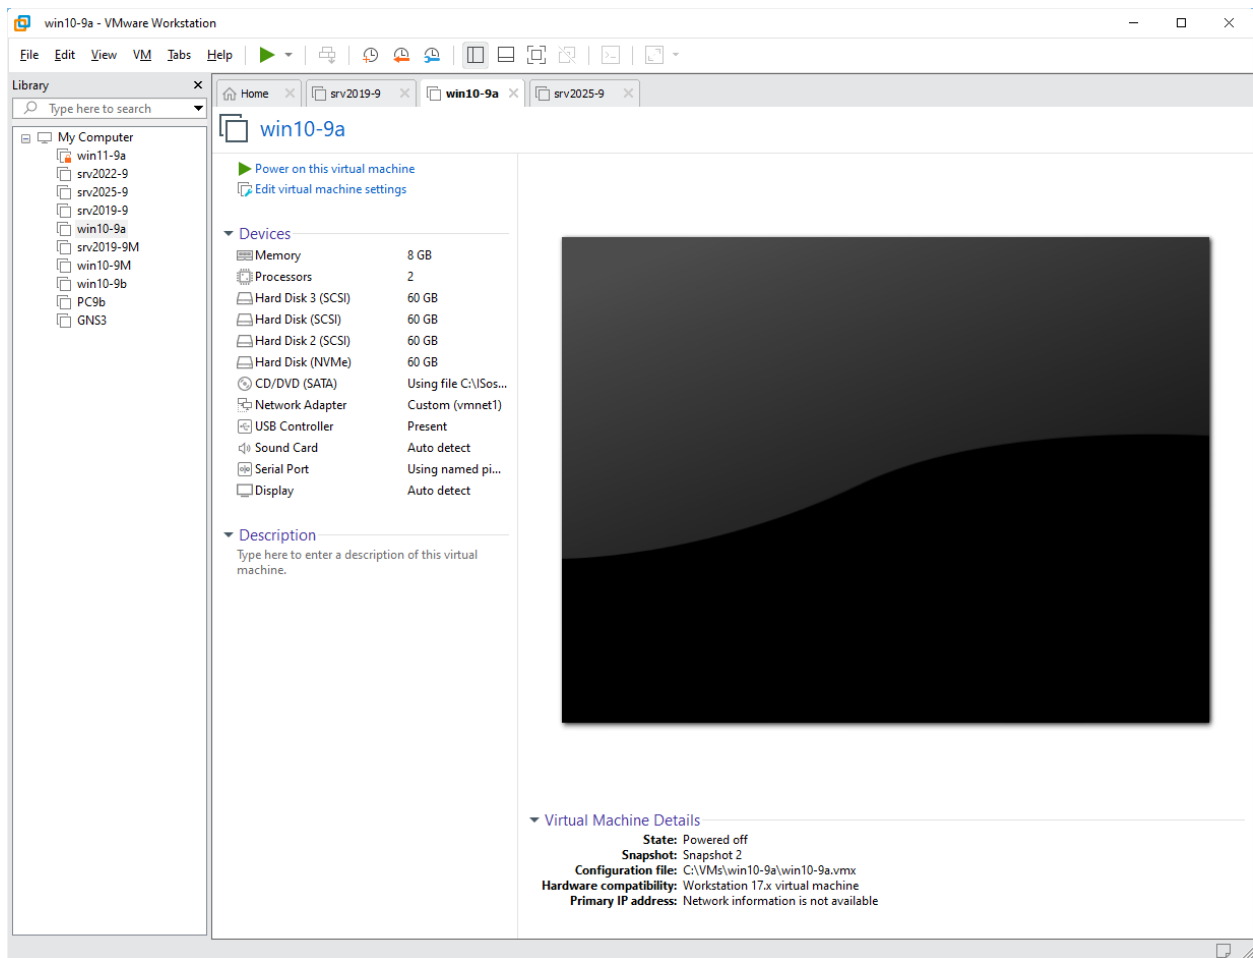 win10-9a - VMware Workstation
File Edit View VM Tabs Help
Library
Type here to search
My Computer
win11-9a
srv2022-9
srv2025-9
srv2019-9
win10-9a
srv2019-9M
win10-9M
win10-9b
PC9b
GNS3
Home srv2019-9 win10-9a srv2025-9
win10-9a
Power on this virtual machine
Edit virtual machine settings
Devices
Memory 8 GB
Processors 2
Hard Disk 3 (SCSI) 60 GB
Hard Disk (SCSI) 60 GB
Hard Disk 2 (SCSI) 60 GB
Hard Disk (NVMe) 60 GB
CD/DVD (SATA) Using file C:\ISos...
Network Adapter Custom (vmnet1)
USB Controller Present
Sound Card Auto detect
Serial Port Using named pi...
Display Auto detect
Description
Type here to enter a description of this virtual
machine.
Virtual Machine Details
State: Powered off
Snapshot: Snapshot 2
Configuration file: C:\VMs\win10-9a\win10-9a.vmx
Hardware compatibility: Workstation 17.x virtual machine
Primary IP address: Network information is not available